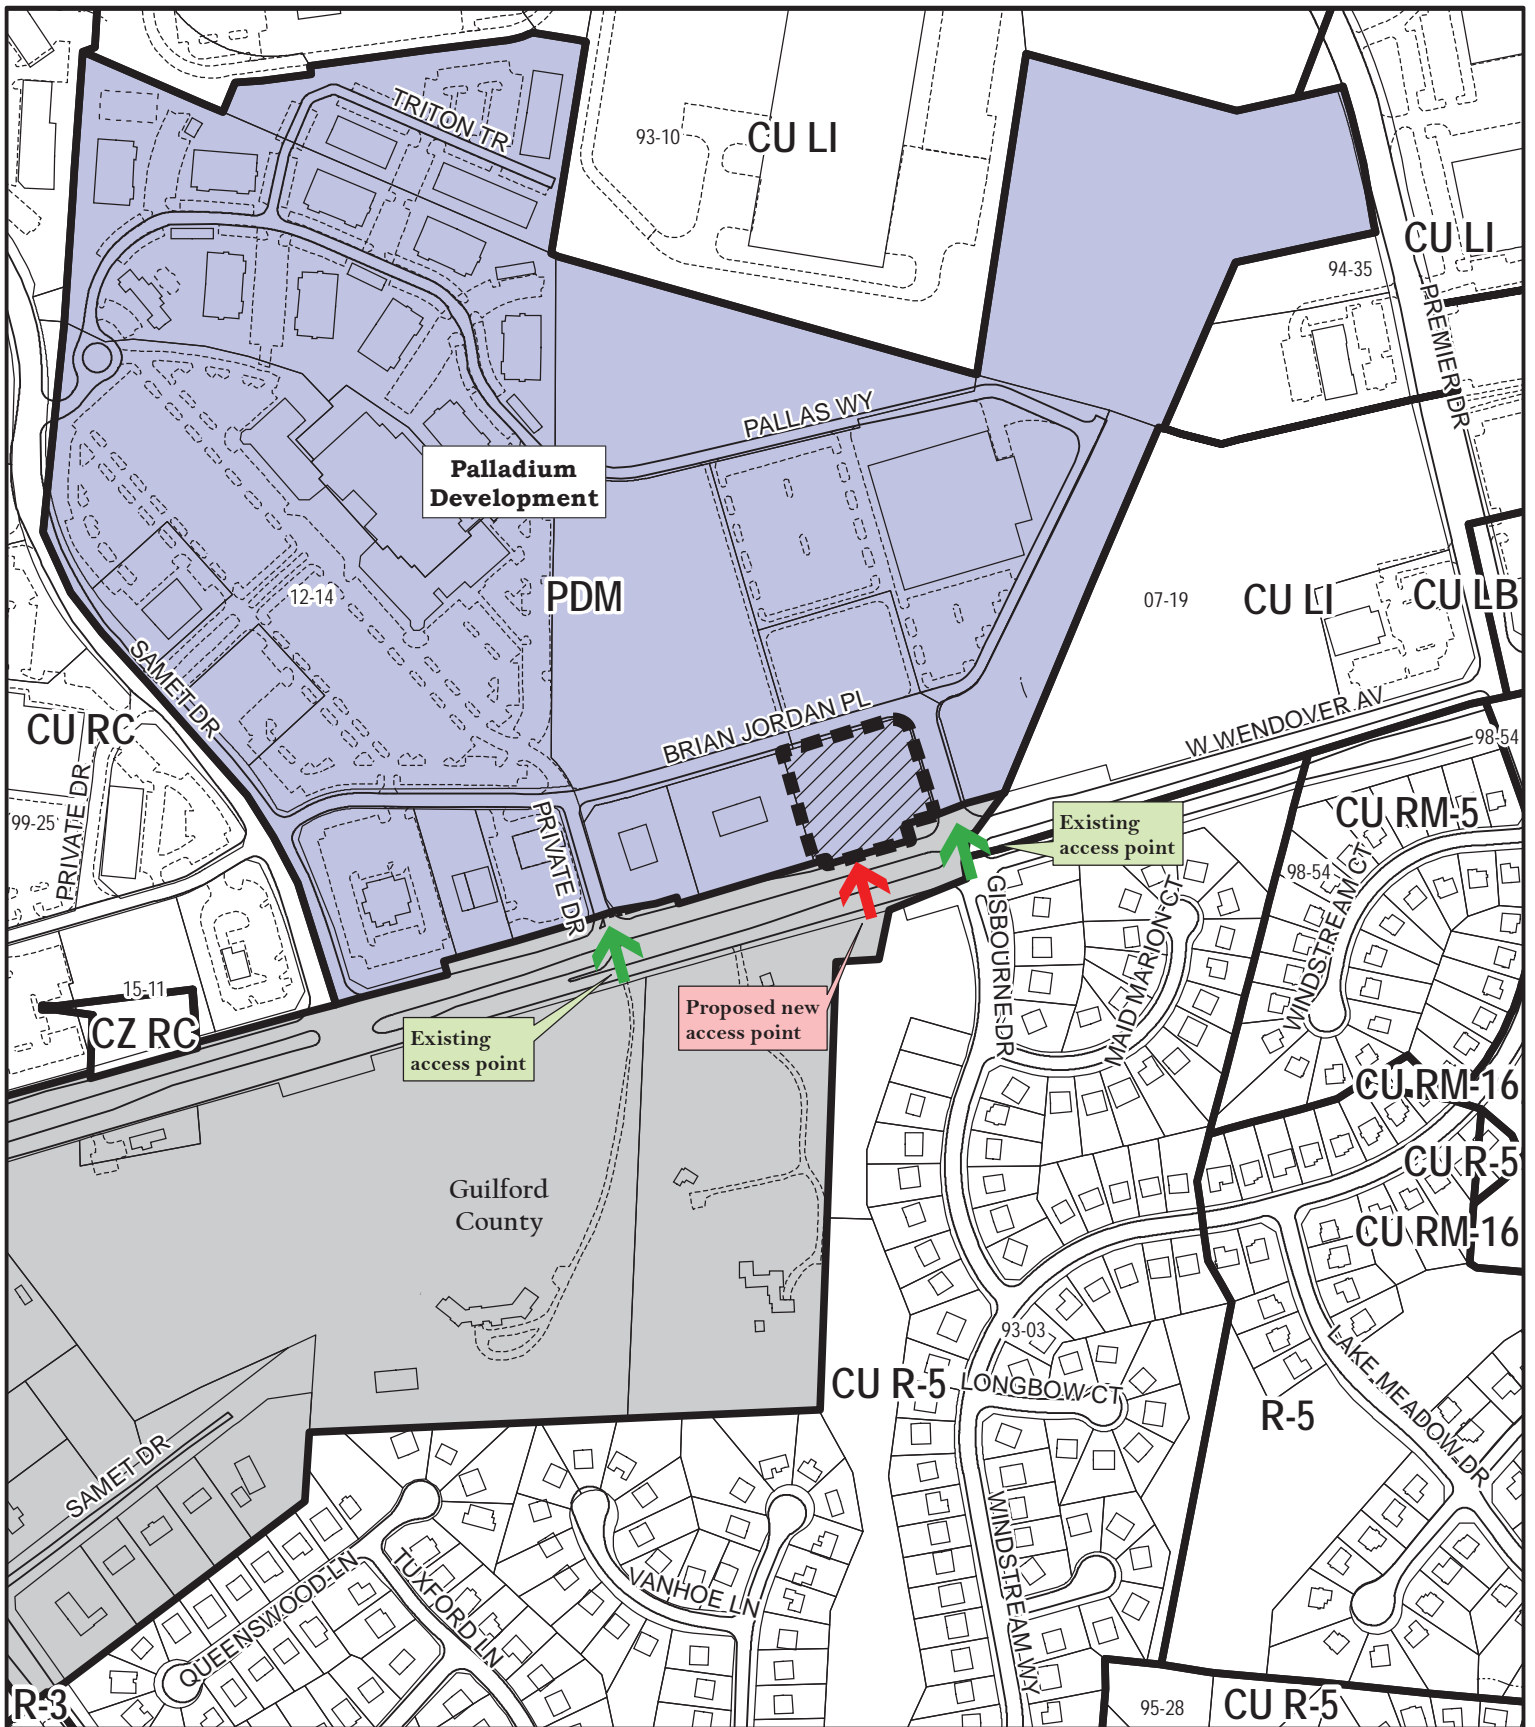 TRITON TR
93-10
CU LI
CU LI
94-35
PREMIER DR
PALLAS WY
Palladium
Development
PDM
12-14
07-19
CU LI
CU LB
SAMET DR
CU RC
PRIVATE DR
99-25
BRIAN JORDAN PL
W WENDOVER AV
98-54
PRIVATE DR
Existing
access point
CU RM-5
98-54
WINDSTREAM CT
GISBOURNE DR
MAID MARION CT
15-11
CZ RC
Existing
access point
Proposed new
access point
CU RM-16
CU R-5
CU RM-16
Guilford
County
93-03
CU R-5
LONGBOW CT
R-5
LAKE MEADOW DR
SAMET DR
QUEENSWOOD LN
TUXFORD LN
VANHOE LN
WINDSTREAM WY
R-3
95-28
CU R-5